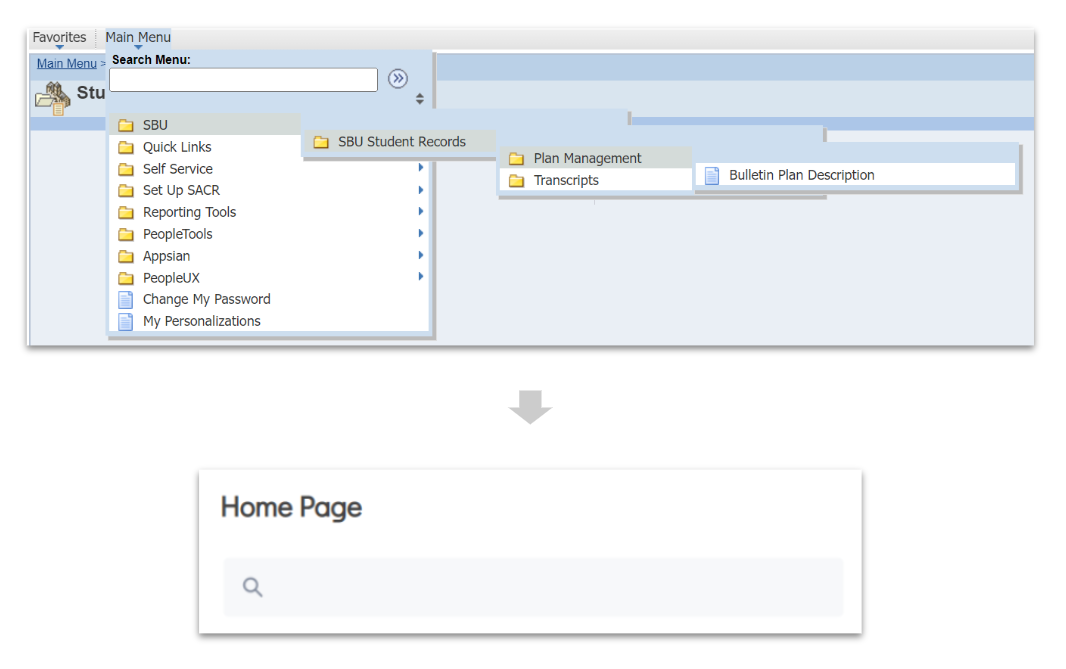 Favorites Main Menu
Main Menu >
Search Menu:
Stu
SBU
SBU Student Records
Quick Links
Plan Management
Self Service
Bulletin Plan Description
Transcripts
Set Up SACR
Reporting Tools
PeopleTools
Appsian
PeopleUX
Change My Password
My Personalizations
Home Page